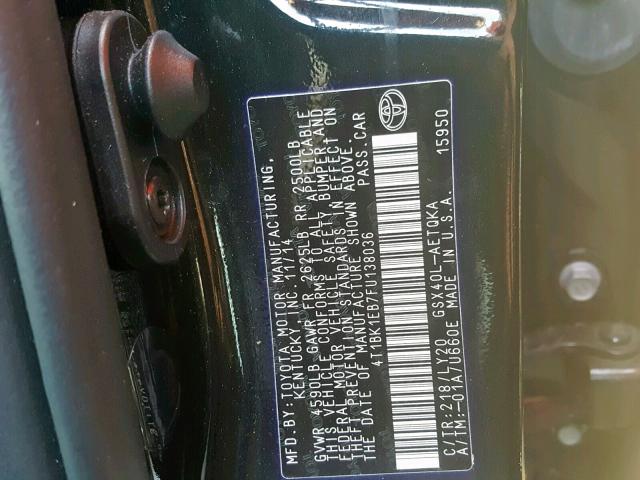 MFD.BY:TOYOTA MOTOR MANUFACTURING,
KENTUCKY, INC. 11/14
GVWR 4590LB GAWR FR 2625LB RR 2500LB
THIS VEHICLE CONFORMS TO ALL APPLICABLE
FEDERAL MOTOR VEHICLE SAFETY, BUMPER AND
THEFT PREVENTION STANDARDS IN EFFECT ON
THE DATE OF MANUFACTURE SHOWN ABOVE.
4T1BK1EB7FU138036 PASS.CAR
C/TR:218/LY20 GSX40L-AETQKA
A/TM:-01A/U660E MADE IN U.S.A. 15950